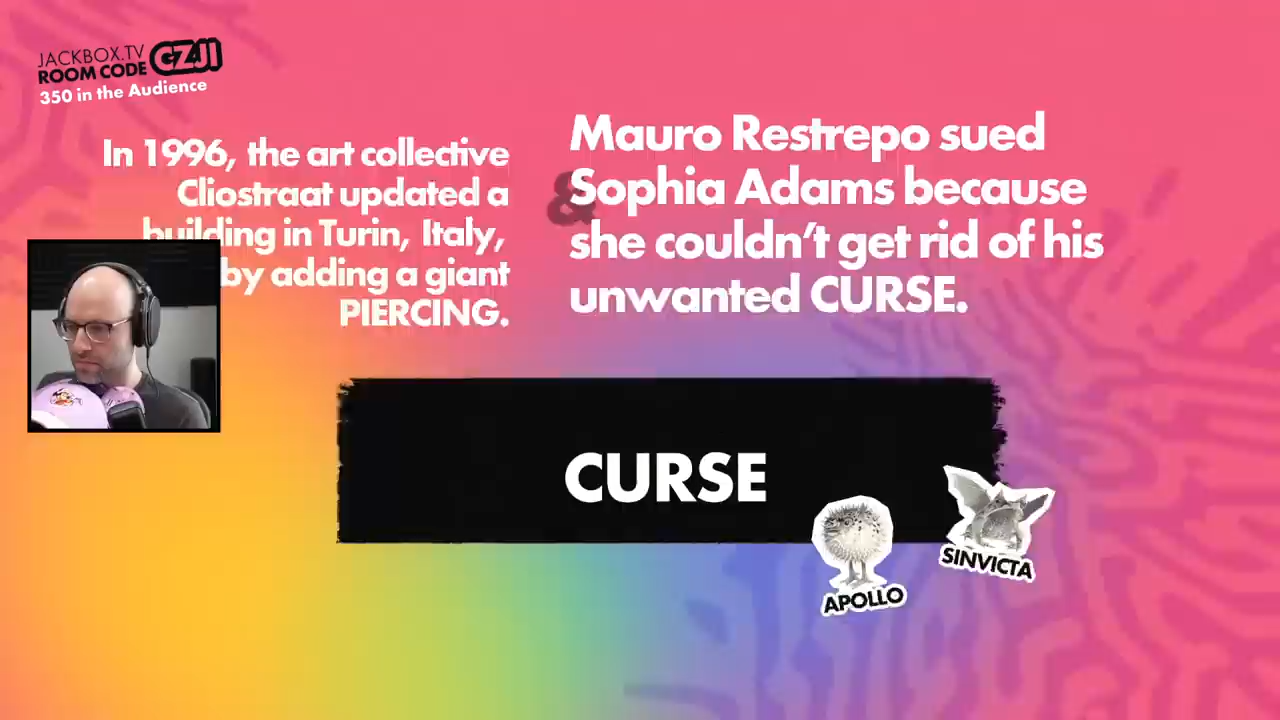 JACKBOX.TV
ROOM CODE GZJI
350 in the Audience
In 1996, the art collective
Cliostraat updated a
building in Turin, Italy,
by adding a giant
PIERCING.
&
Mauro Restrepo sued
Sophia Adams because
she couldn't get rid of his
unwanted CURSE.
CURSE
APOLLO
SINVICTA